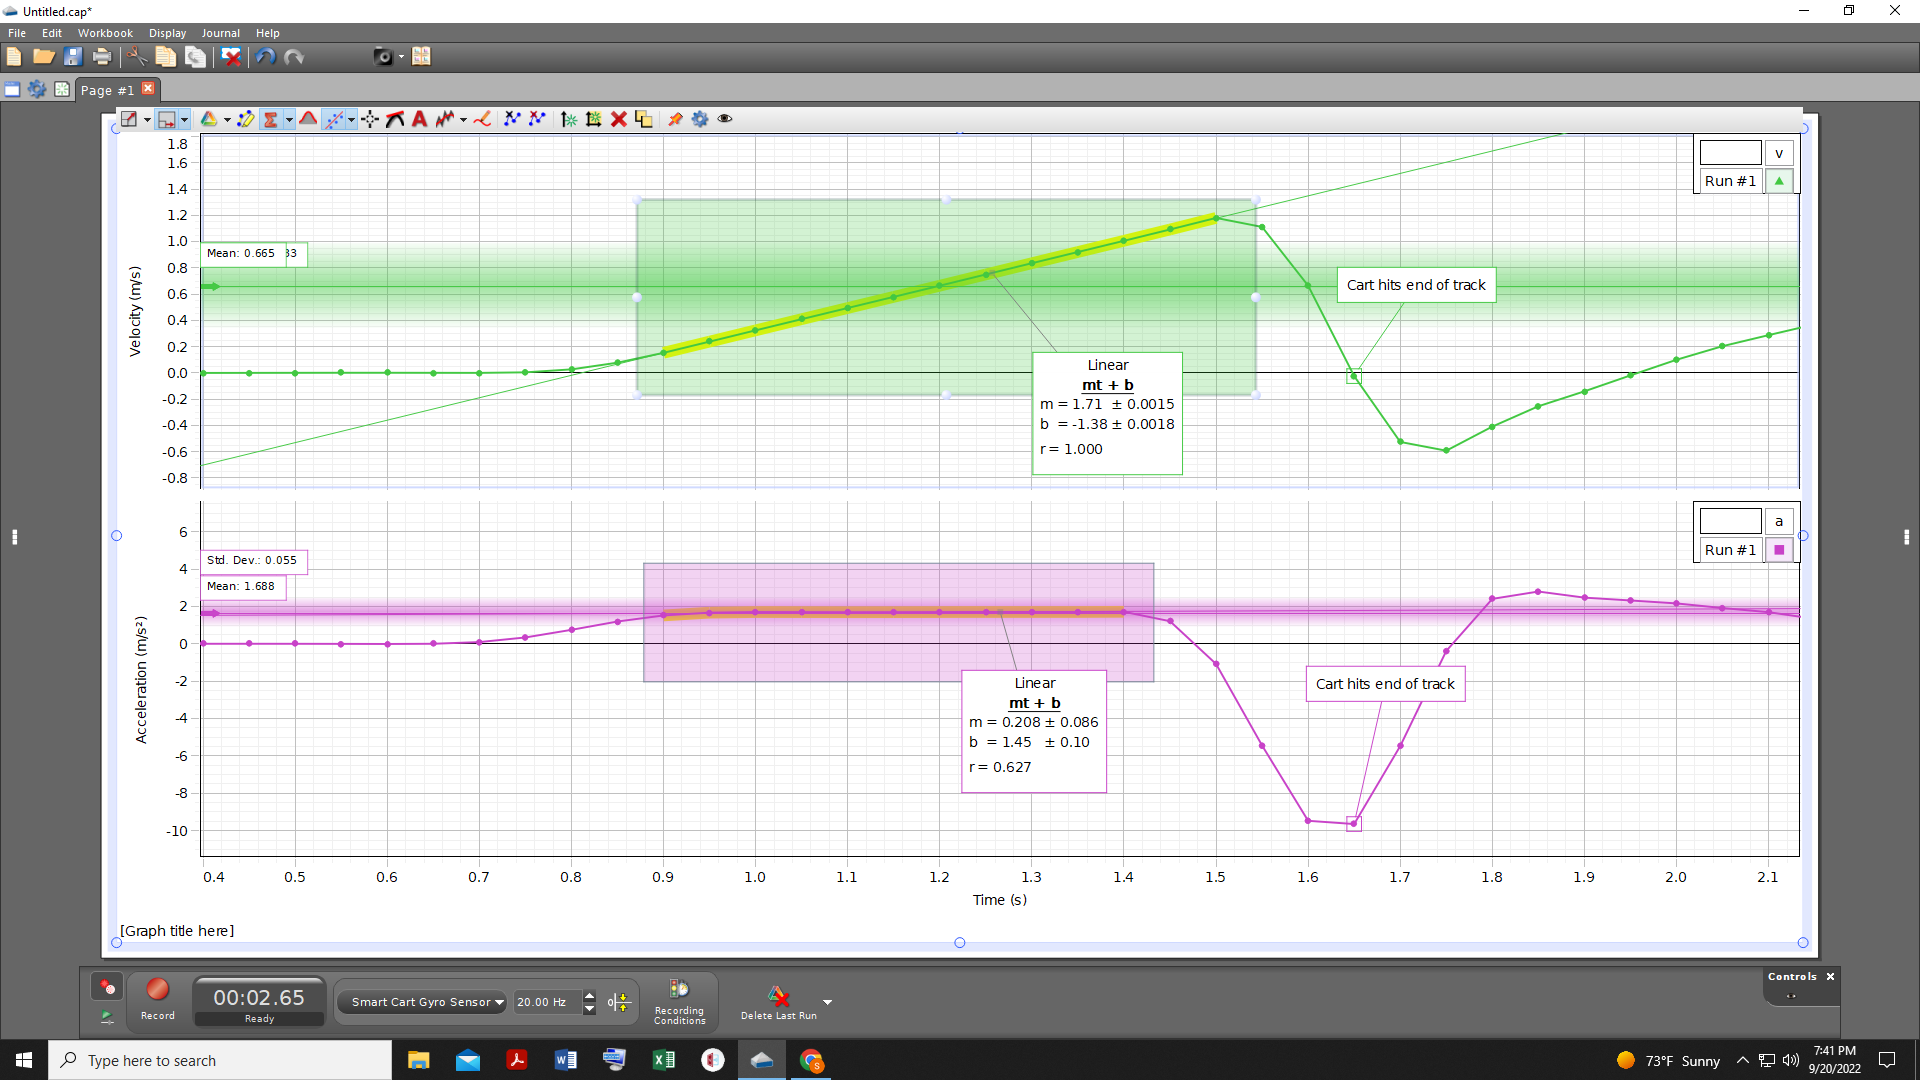 Untitled.cap*
File Edit Workbook Display Journal Help
Page #1
1.8
1.6
1.4
1.2
1.0
0.8
0.6
0.4
0.2
0.0
-0.2
-0.4
-0.6
-0.8
Velocity (m/s)
Mean: 0.665 33
Cart hits end of track
Linear
mt + b
m = 1.71 ± 0.0015
b = -1.38 ± 0.0018
r = 1.000
v
Run #1
6
4
2
0
-2
-4
-6
-8
-10
Acceleration (m/s²)
Std. Dev.: 0.055
Mean: 1.688
Linear
mt + b
m = 0.208 ± 0.086
b = 1.45 ± 0.10
r = 0.627
Cart hits end of track
a
Run #1
0.4 0.5 0.6 0.7 0.8 0.9 1.0 1.1 1.2 1.3 1.4 1.5 1.6 1.7 1.8 1.9 2.0 2.1
Time (s)
[Graph title here]
Controls
Record
00:02.65
Ready
Smart Cart Gyro Sensor
20.00 Hz
Recording
Conditions
Delete Last Run
Type here to search
73°F Sunny
7:41 PM
9/20/2022